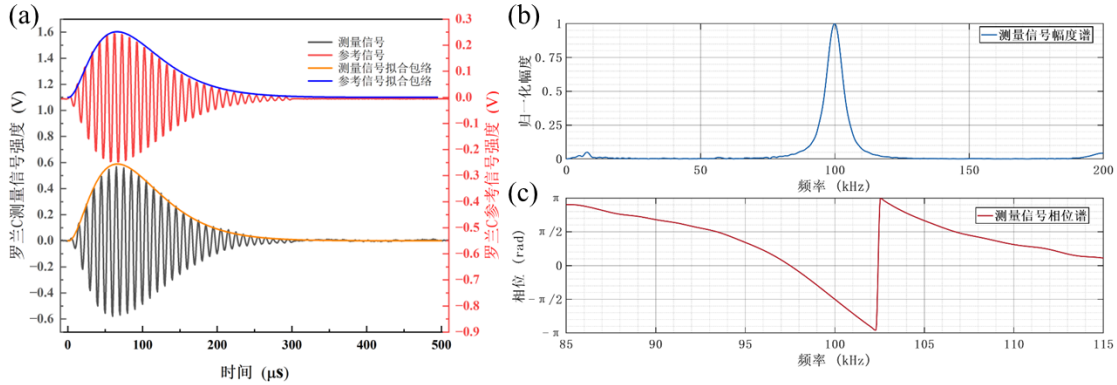 (a)
罗兰C测量信号强度 (V)
1.6
1.4
1.2
1.0
0.8
0.6
0.4
0.2
0.0
-0.2
-0.4
-0.6
测量信号
参考信号
测量信号拟合包络
参考信号拟合包络
0.3
0.2
0.1
0.0
-0.1
-0.2
-0.3
-0.4
-0.5
-0.6
-0.7
-0.8
-0.9
罗兰C参考信号强度 (V)
0 100 200 300 400 500
时间 (μs)
(b)
归一化幅度
1
0.75
0.5
0.25
0
测量信号幅度谱
0 50 100 150 200
频率 (kHz)
(c)
相位 (rad)
π
π/2
0
-π/2
-π
测量信号相位谱
85 90 95 100 105 110 115
频率 (kHz)